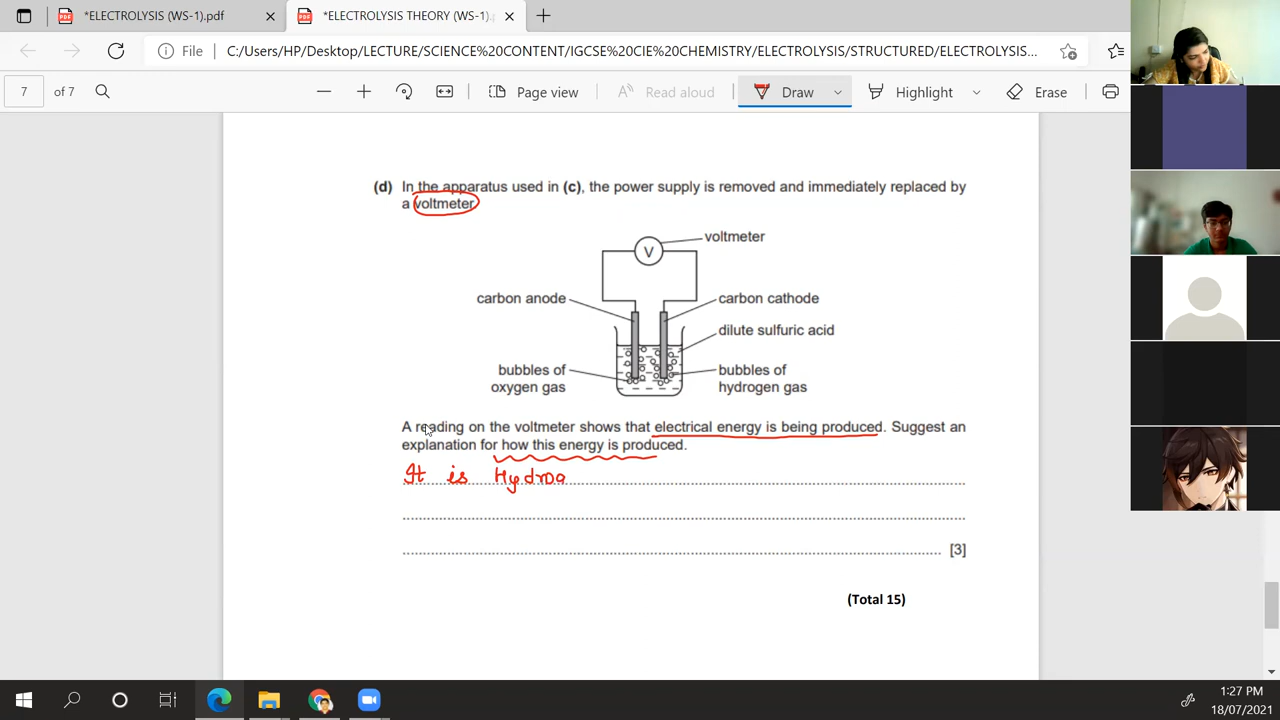 *ELECTROLYSIS (WS-1).pdf
*ELECTROLYSIS THEORY (WS-1).
File
C:/Users/HP/Desktop/LECTURE/SCIENCE%20CONTENT/IGCSE%20CIE%20CHEMISTRY/ELECTROLYSIS/STRUCTURED/ELECTROLYSIS...
7 of 7
Page view
Read aloud
Draw
Highlight
Erase
(d) In the apparatus used in (c), the power supply is removed and immediately replaced by
a voltmeter
voltmeter
V
carbon anode
carbon cathode
dilute sulfuric acid
bubbles of
oxygen gas
bubbles of
hydrogen gas
A reading on the voltmeter shows that electrical energy is being produced. Suggest an
explanation for how this energy is produced.
It is Hydro
[3]
(Total 15)
1:27 PM
18/07/2021